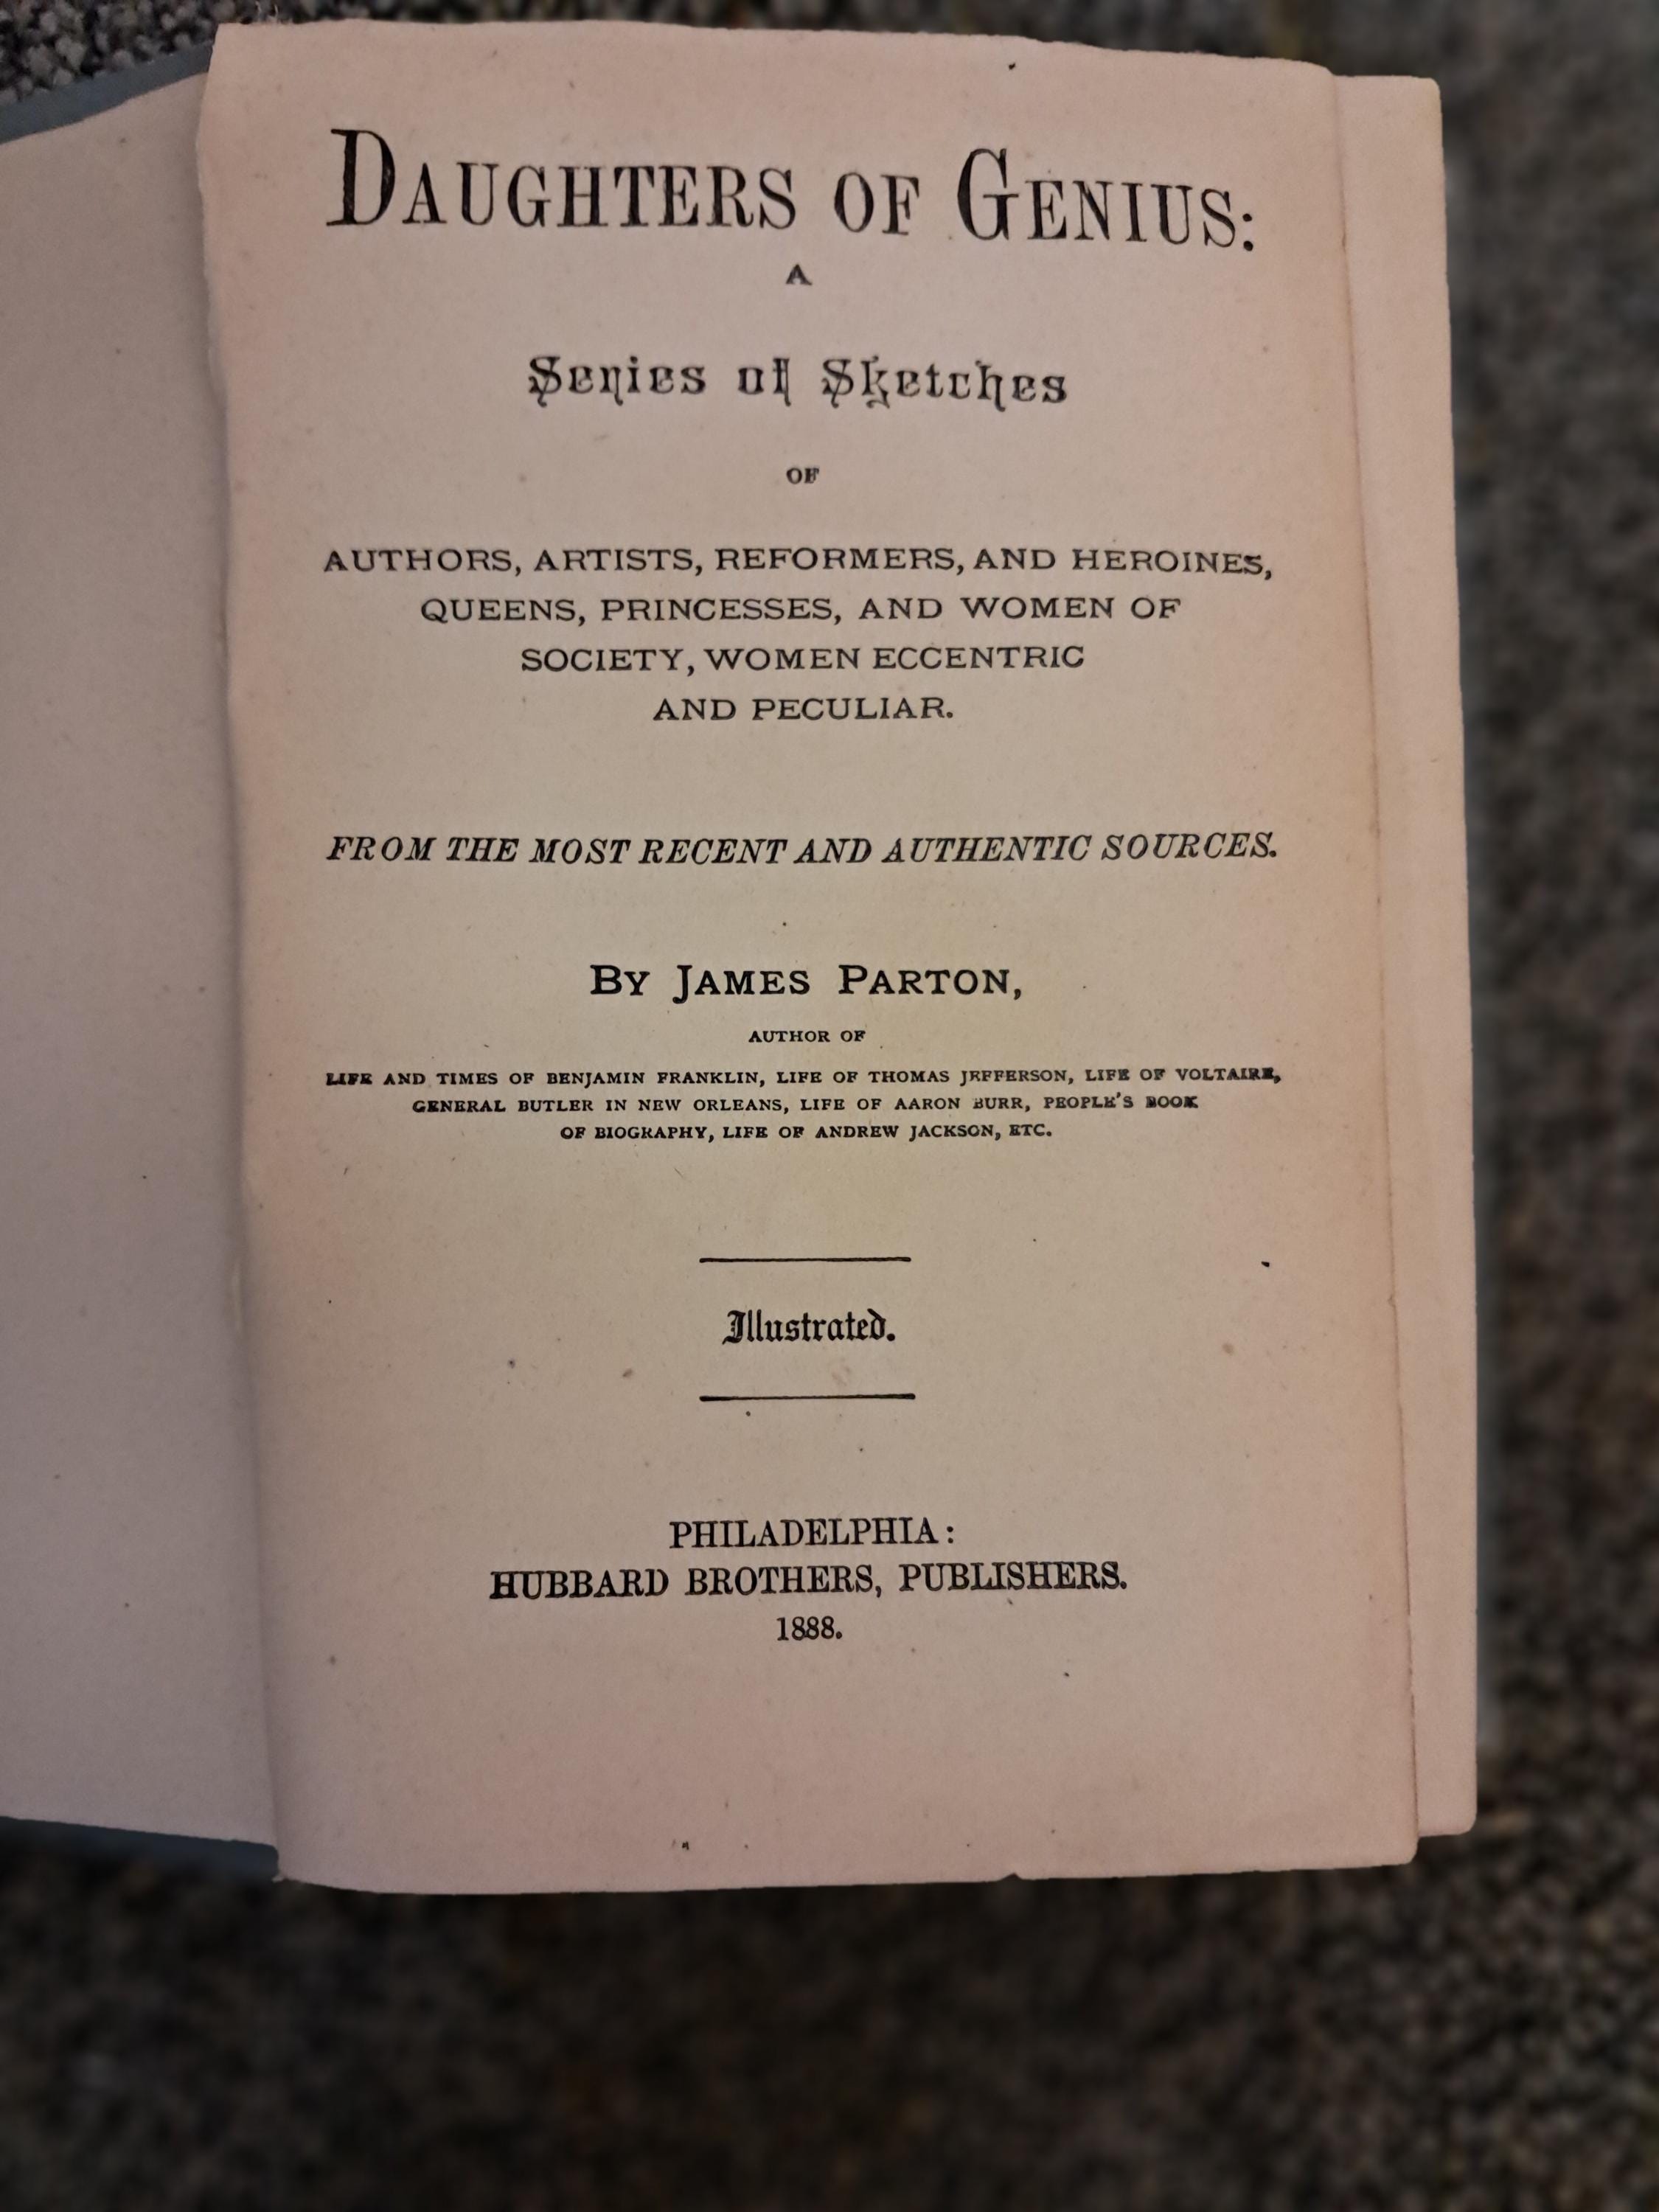 DAUGHTERS OF GENIUS:
A
Series of Sketches
OF
AUTHORS, ARTISTS, REFORMERS, AND HEROINES,
QUEENS, PRINCESSES, AND WOMEN OF
SOCIETY, WOMEN ECCENTRIC
AND PECULIAR.
FROM THE MOST RECENT AND AUTHENTIC SOURCES.
BY JAMES PARTON,
AUTHOR OF
LIFE AND TIMES OF BENJAMIN FRANKLIN, LIFE OF THOMAS JEFFERSON, LIFE OF VOLTAIRE,
GENERAL BUTLER IN NEW ORLEANS, LIFE OF AARON BURR, PEOPLE'S BOOK
OF BIOGRAPHY, LIFE OF ANDREW JACKSON, ETC.
Illustrated.
PHILADELPHIA:
HUBBARD BROTHERS, PUBLISHERS.
1888.